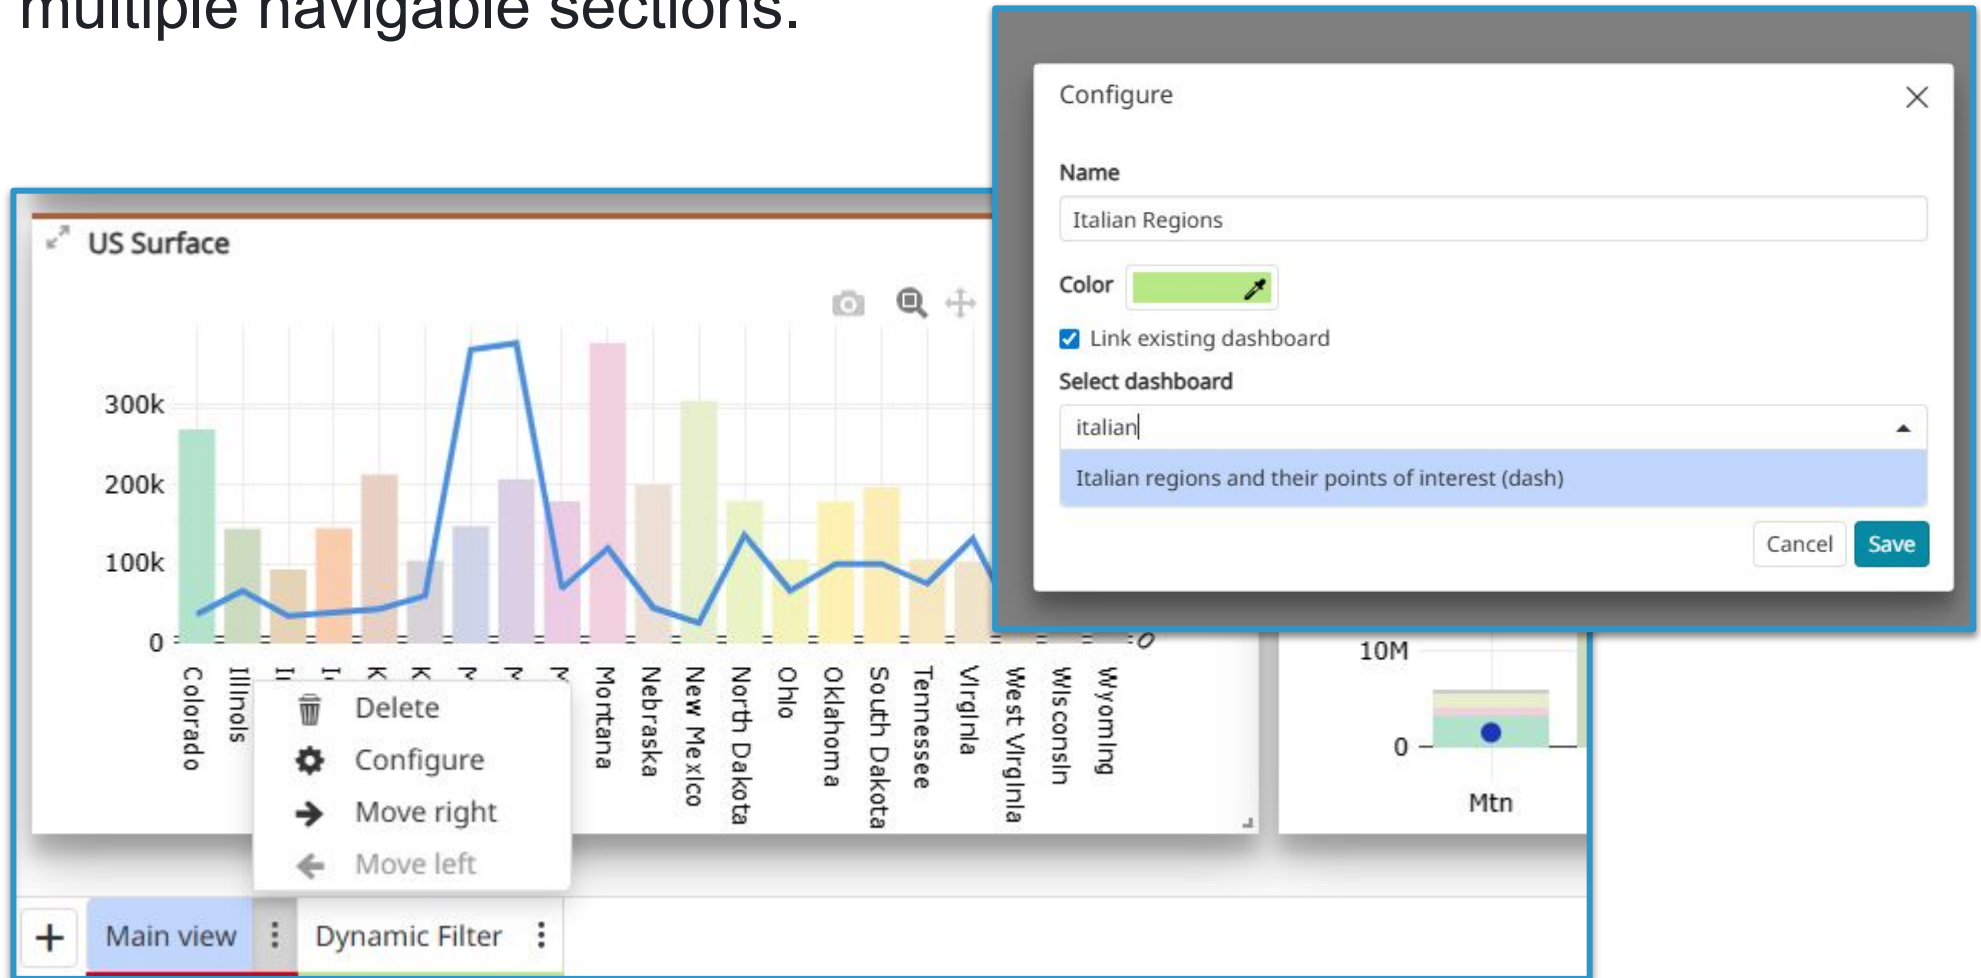 multiple navigable sections.
Configure
Name
Italian Regions
Color
Link existing dashboard
Select dashboard
italian
Italian regions and their points of interest (dash)
Cancel Save
US Surface
300k
200k
100k
0
0
Colorado
Illinois
Montana
Nebraska
New Mexico
North Dakota
Ohio
Oklahoma
South Dakota
Tennessee
Virginia
West Virginia
Wisconsin
Wyoming
Delete
Configure
Move right
Move left
10M
0
Mtn
Main view
Dynamic Filter